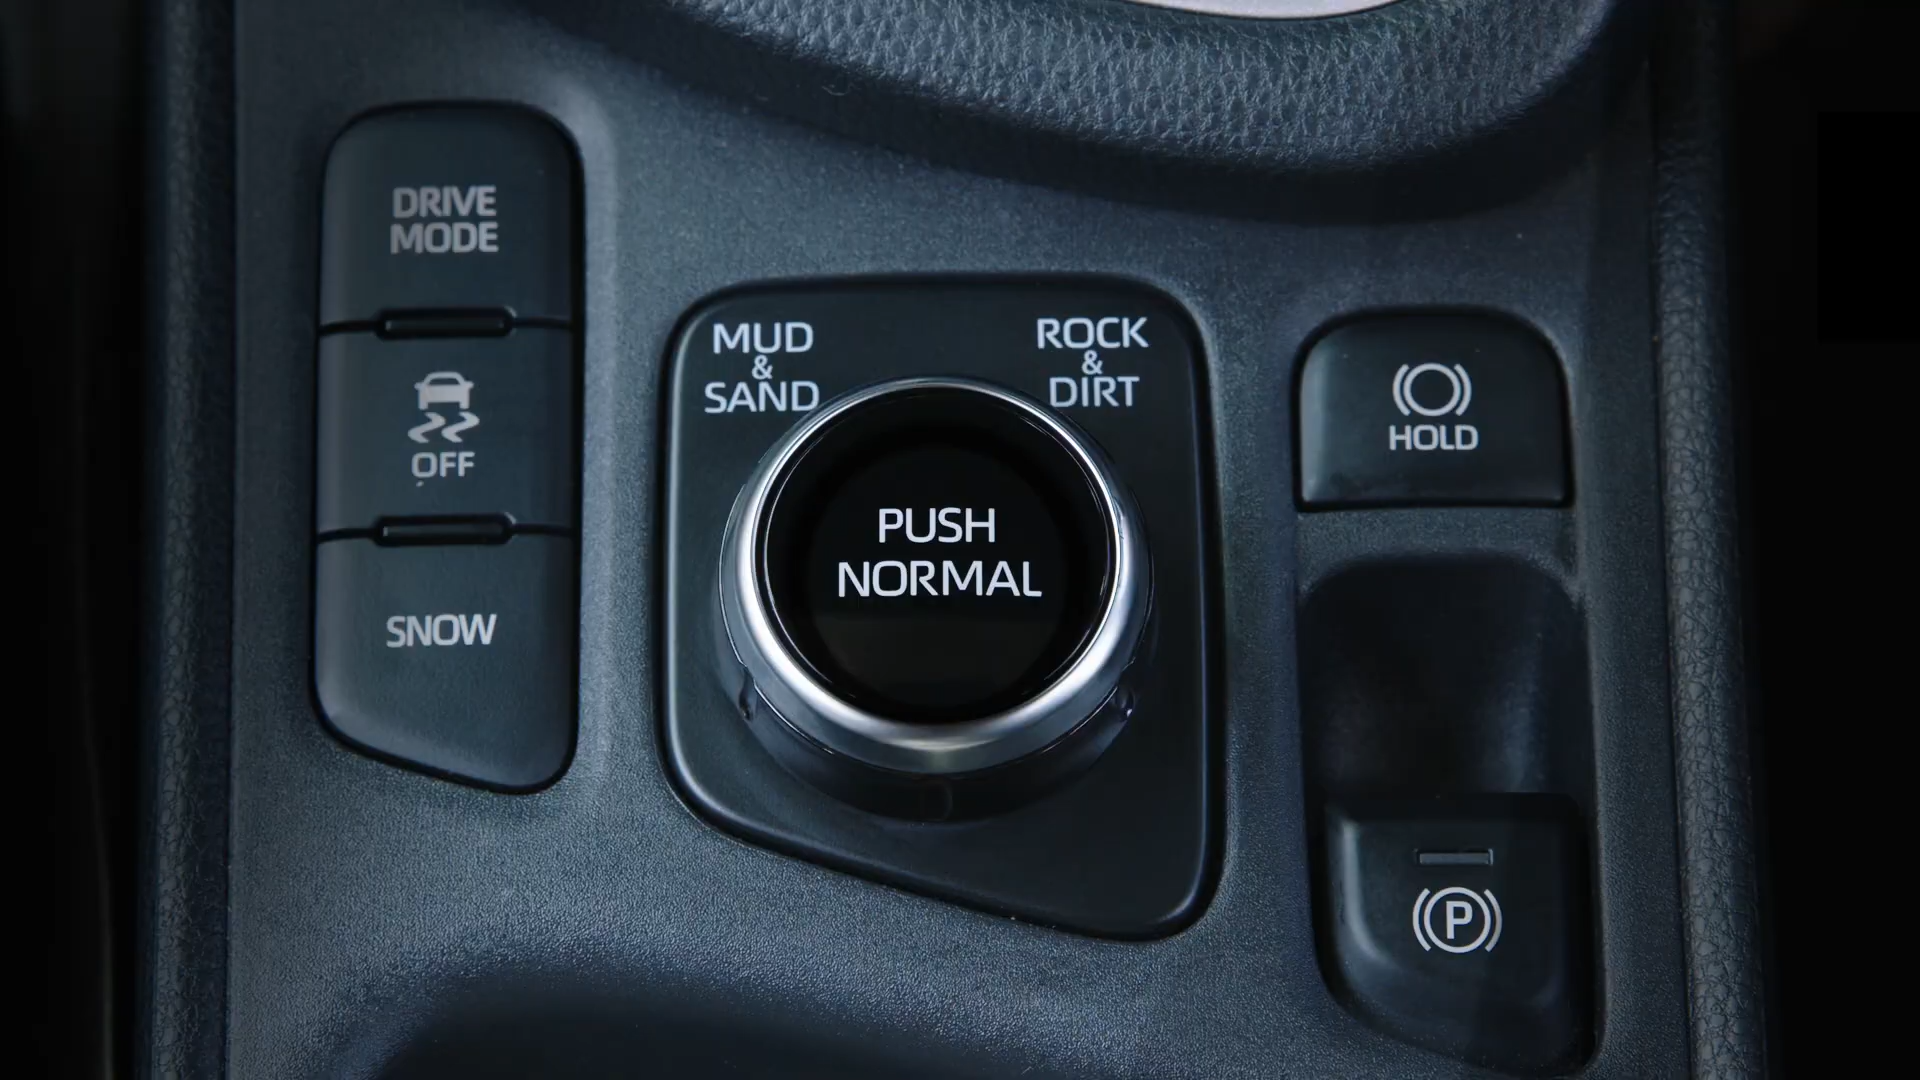 DRIVE
MODE
OFF
SNOW
MUD
&
SAND
ROCK
&
DIRT
PUSH
NORMAL
HOLD
P